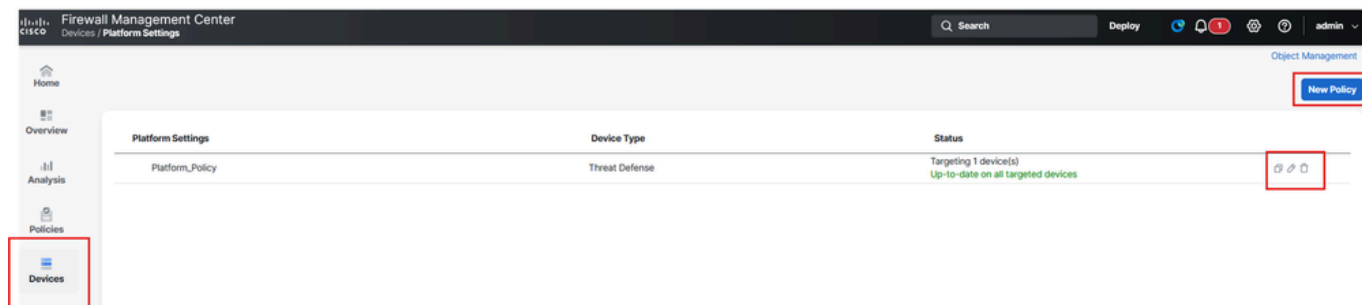 CISCO
Firewall Management Center
Devices / Platform Settings
Search
Deploy
1
admin
Home
Overview
Analysis
Policies
Devices
Object Management
New Policy
Platform Settings Device Type Status
Platform_Policy Threat Defense Targeting 1 device(s)
Up-to-date on all targeted devices